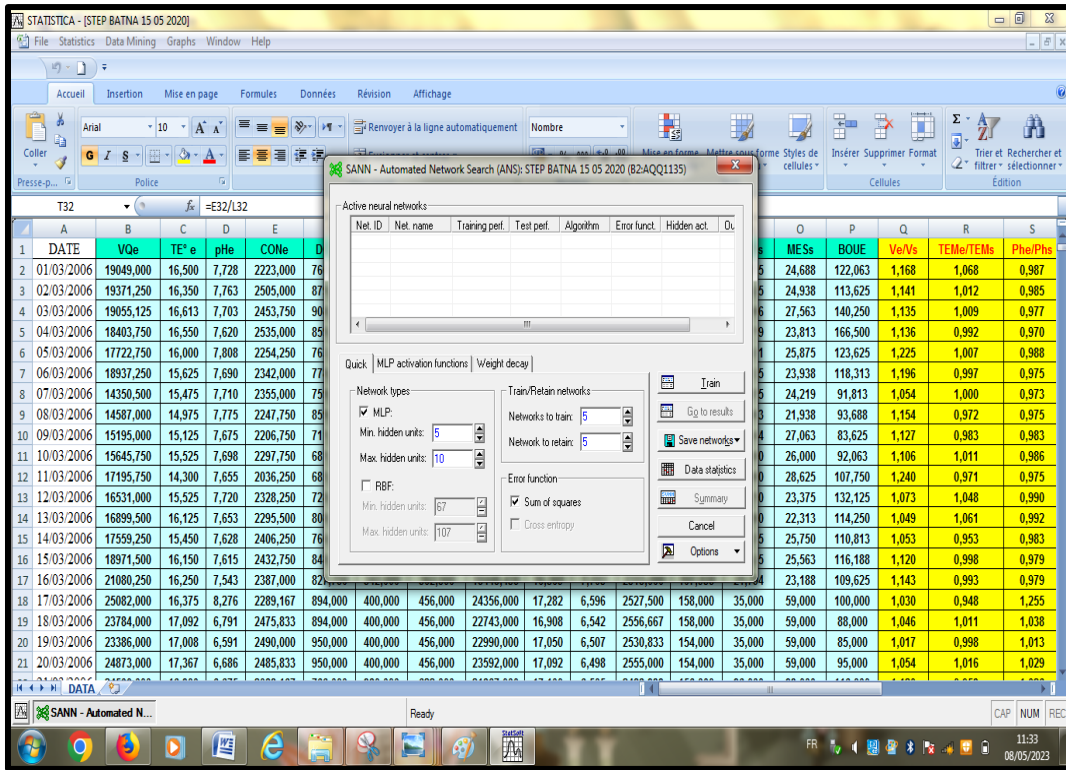 STATISTICA - [STEP BATNA 15 05 2020]
File Statistics Data Mining Graphs Window Help
Accueil Insertion Mise en page Formules Données Révision Affichage
Coller
Arial 10
G I S
Renvoyer à la ligne automatiquement
Nombre
Styles de cellules
Insérer Supprimer Format
Trier et filtrer Rechercher et sélectionner
Presse-p... Police Cellules Édition
T32 fx =E32/L32
A B C D E O P Q R S
1 DATE VQe TE° e pHe CONe MESs BOUE Ve/Vs TEMe/TEMs Phe/Phs
2 01/03/2006 19049,000 16,500 7,728 2223,000 24,688 122,063 1,168 1,068 0,987
3 02/03/2006 19371,250 16,350 7,763 2505,000 24,938 113,625 1,141 1,012 0,985
4 03/03/2006 19055,125 16,613 7,703 2453,750 27,563 140,250 1,135 1,009 0,977
5 04/03/2006 18403,750 16,550 7,620 2535,000 23,813 166,500 1,136 0,992 0,970
6 05/03/2006 17722,750 16,000 7,808 2254,250 25,875 123,625 1,225 1,007 0,988
7 06/03/2006 18937,250 15,625 7,690 2342,000 23,938 118,313 1,196 0,997 0,975
8 07/03/2006 14350,500 15,475 7,710 2355,000 24,219 91,813 1,054 1,000 0,973
9 08/03/2006 14587,000 14,975 7,775 2247,750 21,938 93,688 1,154 0,972 0,975
10 09/03/2006 15195,000 15,125 7,675 2206,750 27,063 83,625 1,127 0,983 0,983
11 10/03/2006 15645,750 15,525 7,698 2297,750 26,000 92,063 1,106 1,011 0,986
12 11/03/2006 17195,750 14,300 7,655 2036,250 28,625 107,750 1,240 0,971 0,975
13 12/03/2006 16531,000 15,525 7,720 2328,250 23,375 132,125 1,073 1,048 0,990
14 13/03/2006 16899,500 16,125 7,653 2295,500 22,313 114,250 1,049 1,061 0,992
15 14/03/2006 17559,250 15,450 7,628 2406,250 25,750 110,813 1,053 0,953 0,983
16 15/03/2006 18971,500 16,150 7,615 2432,750 25,563 116,188 1,120 0,998 0,979
17 16/03/2006 21080,250 16,250 7,543 2387,000 23,188 109,625 1,143 0,993 0,979
18 17/03/2006 25082,000 16,375 8,276 2289,167 894,000 400,000 456,000 24356,000 17,282 6,596 2527,500 158,000 35,000 59,000 100,000 1,030 0,948 1,255
19 18/03/2006 23784,000 17,092 6,791 2475,833 894,000 400,000 456,000 22743,000 16,908 6,542 2556,667 158,000 35,000 59,000 88,000 1,046 1,011 1,038
20 19/03/2006 23386,000 17,008 6,591 2490,000 950,000 400,000 456,000 22990,000 17,050 6,507 2530,833 154,000 35,000 59,000 85,000 1,017 0,998 1,013
21 20/03/2006 24873,000 17,367 6,686 2485,833 950,000 400,000 456,000 23592,000 17,092 6,498 2555,000 154,000 35,000 59,000 95,000 1,054 1,016 1,029
SANN - Automated Network Search (ANS): STEP BATNA 15 05 2020 (B2:AQQ1135)
Active neural networks
Net. ID Net. name Training perf. Test perf. Algorithm Error funct. Hidden act. Ou
Quick MLP activation functions Weight decay
Network types
MLP:
Min. hidden units: 5
Max. hidden units: 10
RBF:
Min. hidden units: 67
Max. hidden units: 107
Train/Retain networks
Networks to train: 5
Network to retain: 5
Error function
Sum of squares
Cross entropy
Train
Go to results
Save networks
Data statistics
Summary
Cancel
Options
DATA
SANN - Automated N...
Ready
CAP NUM REC
StatSoft
FR
11:33
08/05/2023